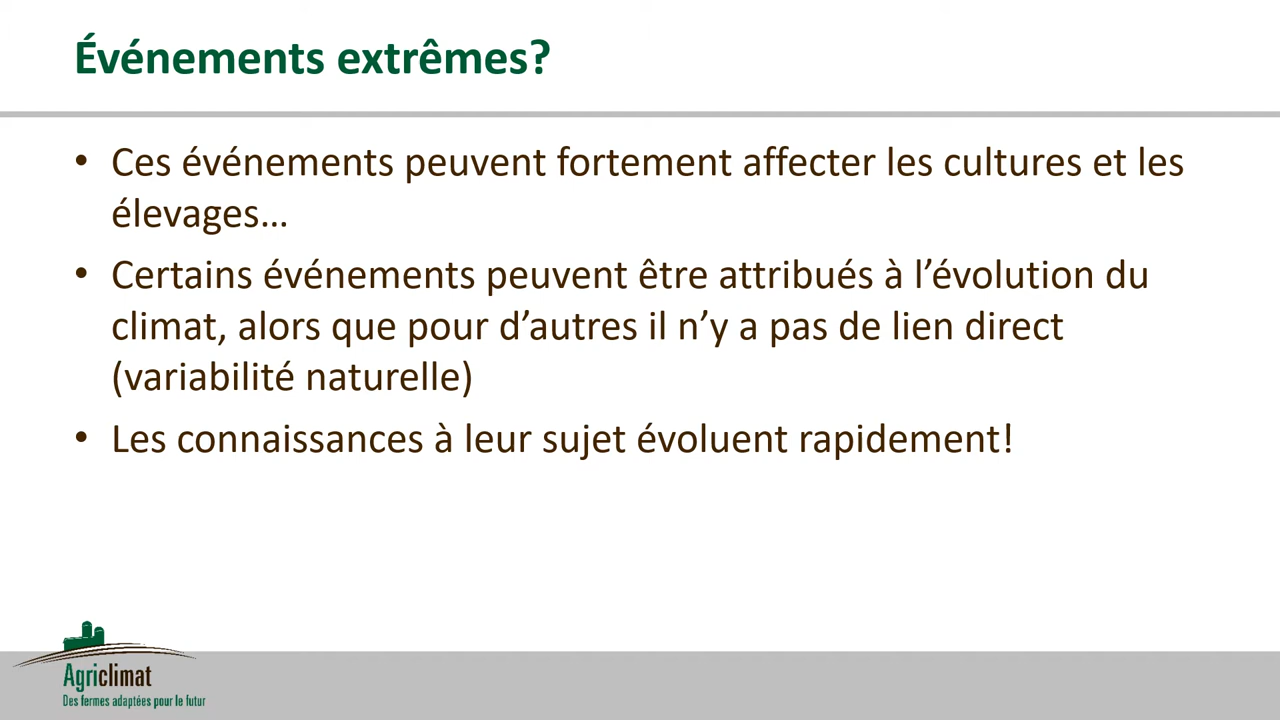 Événements extrêmes?
• Ces événements peuvent fortement affecter les cultures et les
élevages…
• Certains événements peuvent être attribués à l’évolution du
climat, alors que pour d’autres il n’y a pas de lien direct
(variabilité naturelle)
• Les connaissances à leur sujet évoluent rapidement!
Agriclimat
Des fermes adaptées pour le futur